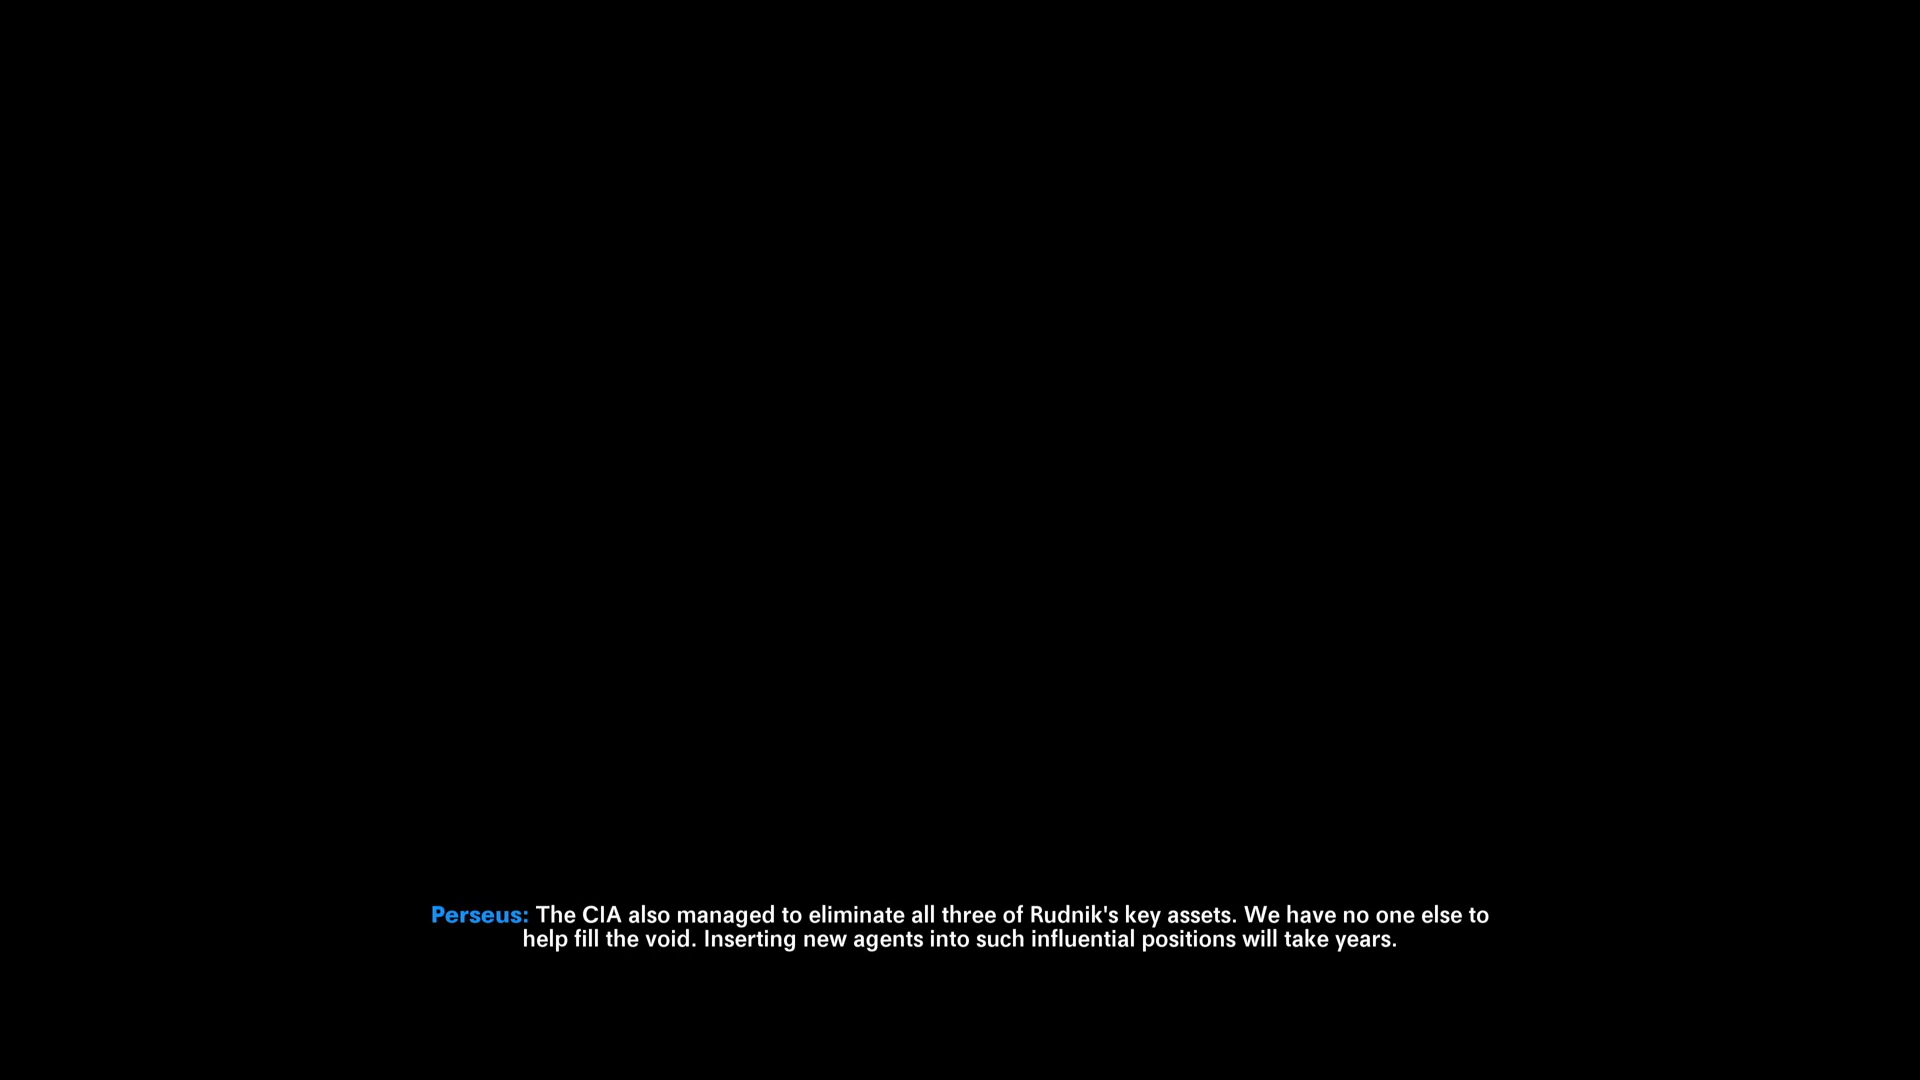 Perseus: The CIA also managed to eliminate all three of Rudnik's key assets. We have no one else to
help fill the void. Inserting new agents into such influential positions will take years.